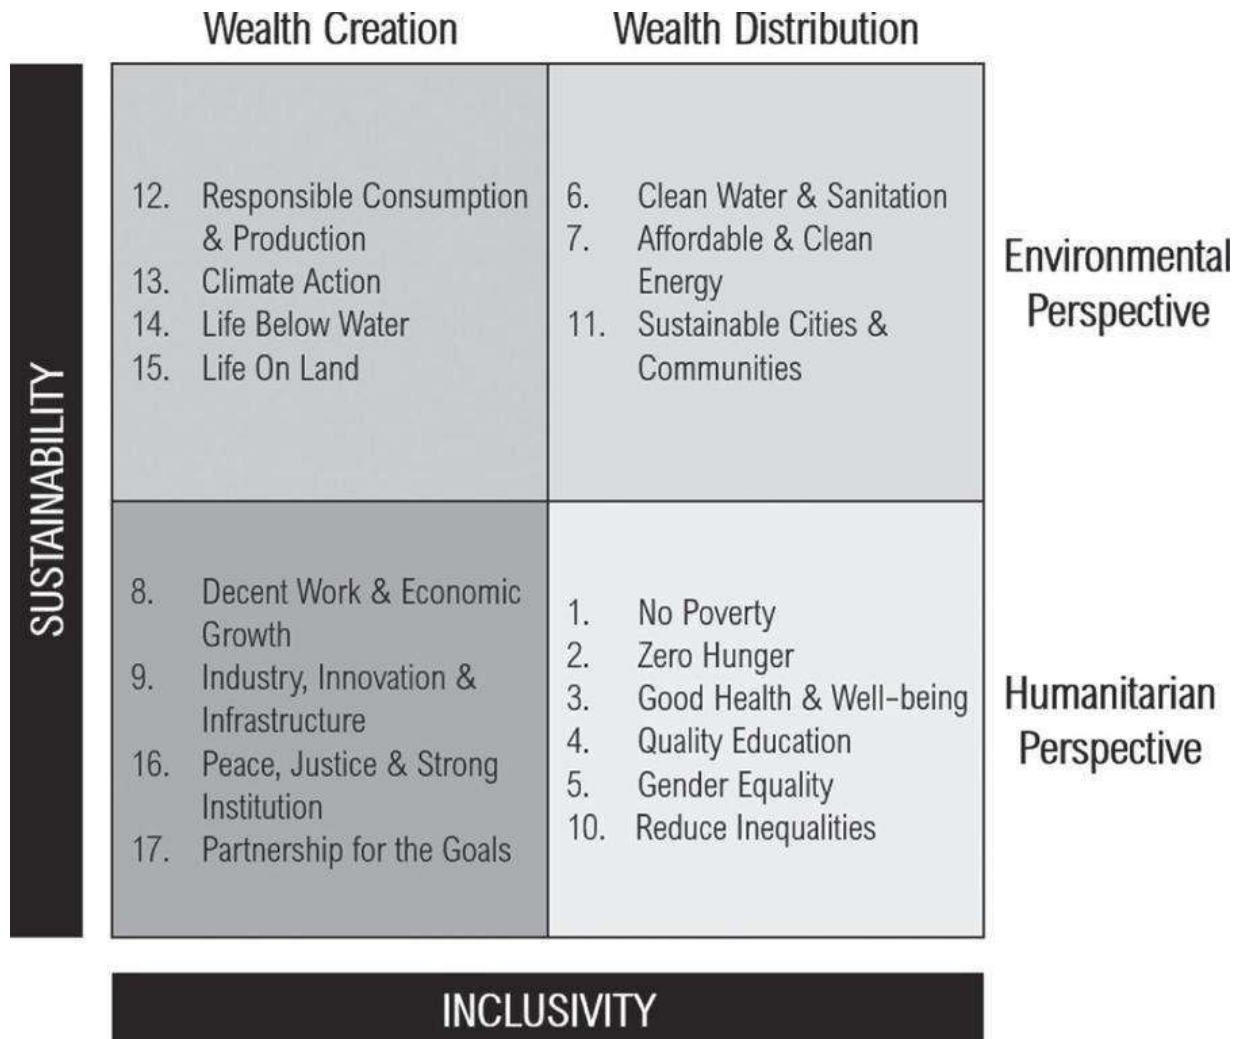 Wealth Creation
Wealth Distribution
SUSTAINABILITY
12. Responsible Consumption
& Production
13. Climate Action
14. Life Below Water
15. Life On Land
6. Clean Water & Sanitation
7. Affordable & Clean
Energy
11. Sustainable Cities &
Communities
Environmental
Perspective
8. Decent Work & Economic
Growth
9. Industry, Innovation &
Infrastructure
16. Peace, Justice & Strong
Institution
17. Partnership for the Goals
1. No Poverty
2. Zero Hunger
3. Good Health & Well-being
4. Quality Education
5. Gender Equality
10. Reduce Inequalities
Humanitarian
Perspective
INCLUSIVITY